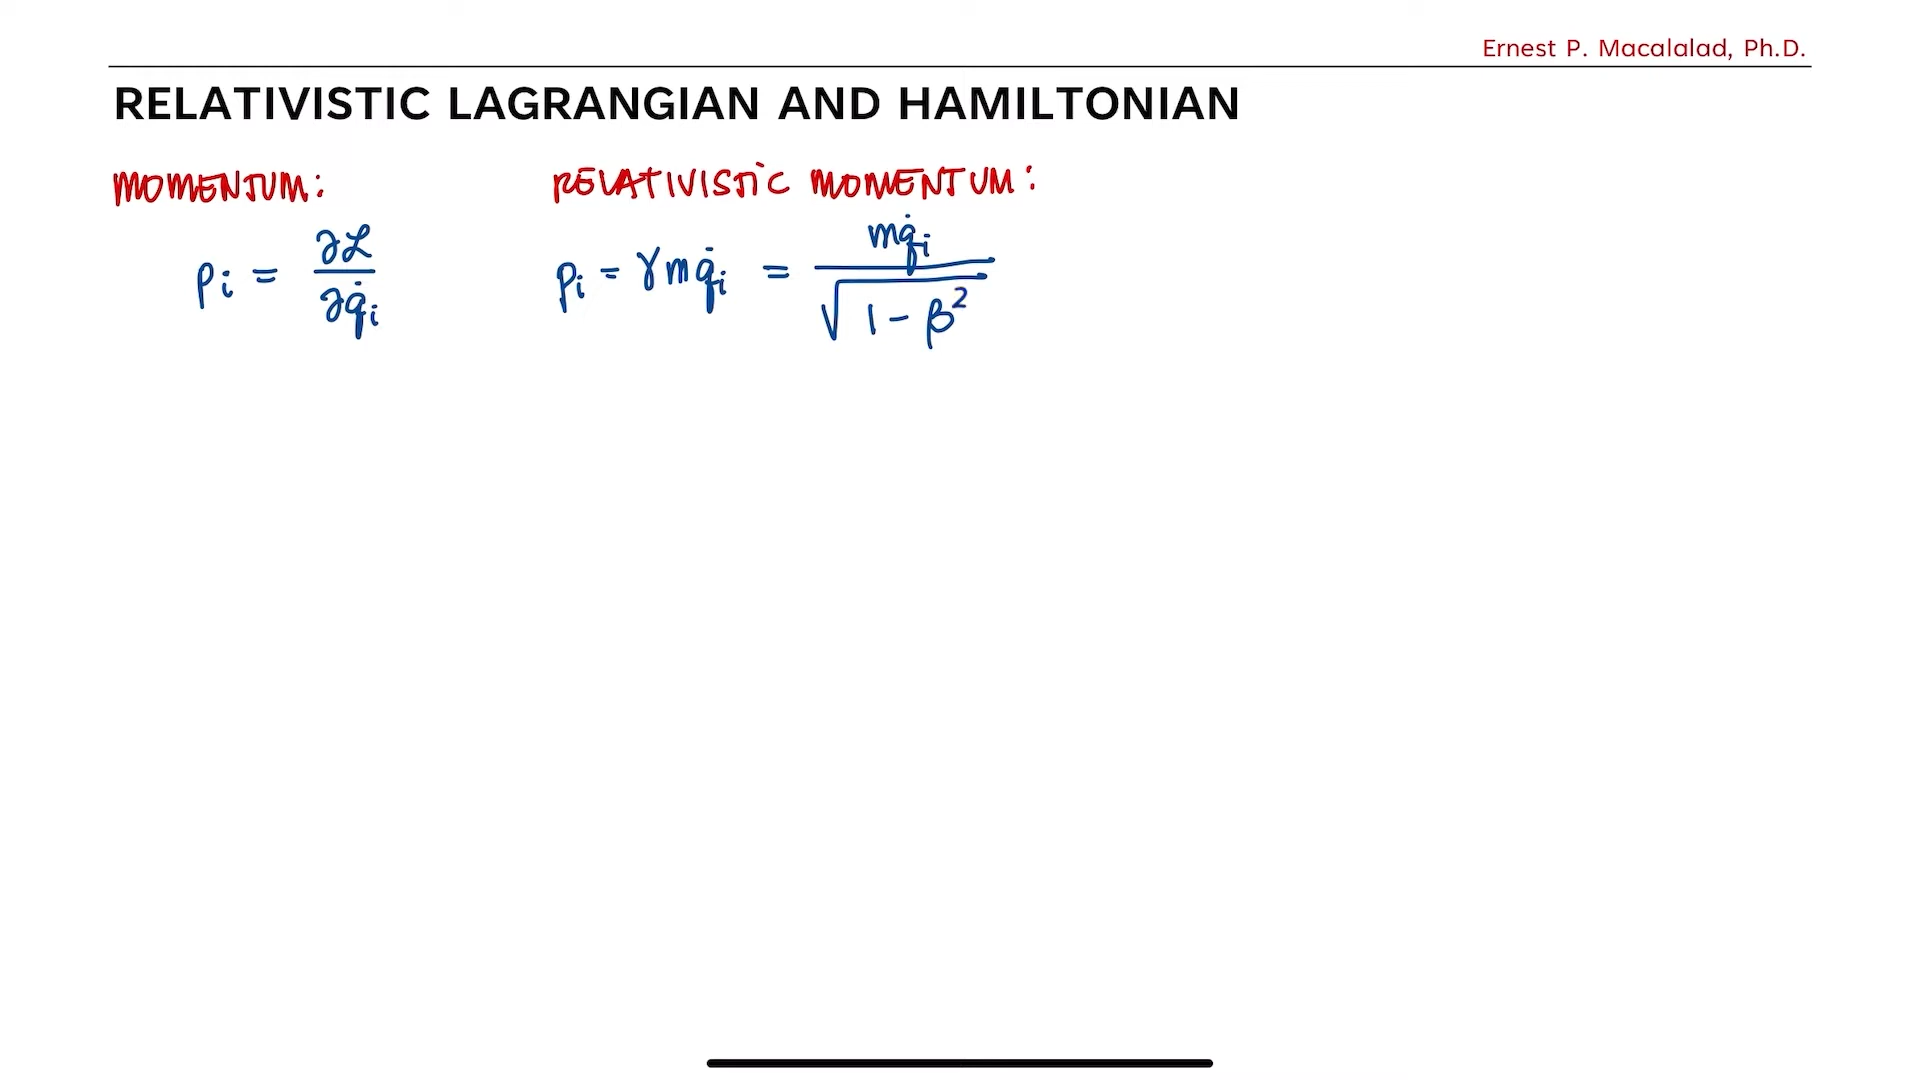 Ernest P. Macalalad, Ph.D.
RELATIVISTIC LAGRANGIAN AND HAMILTONIAN
MOMENTUM: RELATIVISTIC MOMENTUM:
pᵢ = ∂ℒ/∂q̇ᵢ pᵢ = γmq̇ᵢ = mq̇ᵢ/√(1 - β²)